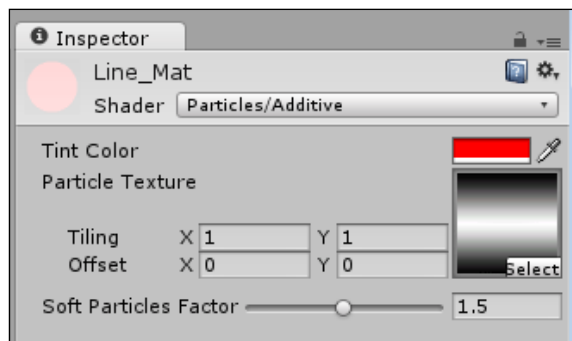 Inspector
Line_Mat
Shader Particles/Additive
Tint Color
Particle Texture
Tiling X 1 Y 1
Offset X 0 Y 0
Select
Soft Particles Factor 1.5